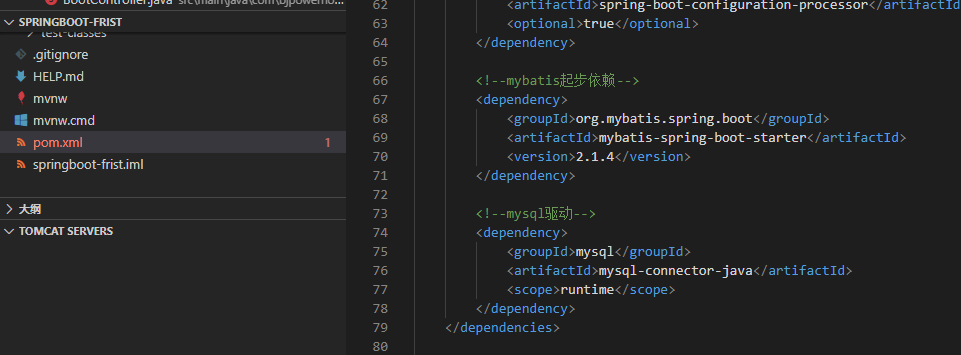 BootController.java src\main\java\com\bjpowerno...
SPRINGBOOT-FRIST
test-classes
.gitignore
HELP.md
mvnw
mvnw.cmd
pom.xml 1
springboot-frist.iml
大纲
TOMCAT SERVERS
62 <artifactId>spring-boot-configuration-processor</artifactId
63 <optional>true</optional>
64 </dependency>
65
66 <!--mybatis起步依赖-->
67 <dependency>
68 <groupId>org.mybatis.spring.boot</groupId>
69 <artifactId>mybatis-spring-boot-starter</artifactId>
70 <version>2.1.4</version>
71 </dependency>
72
73 <!--mysql驱动-->
74 <dependency>
75 <groupId>mysql</groupId>
76 <artifactId>mysql-connector-java</artifactId>
77 <scope>runtime</scope>
78 </dependency>
79 </dependencies>
80